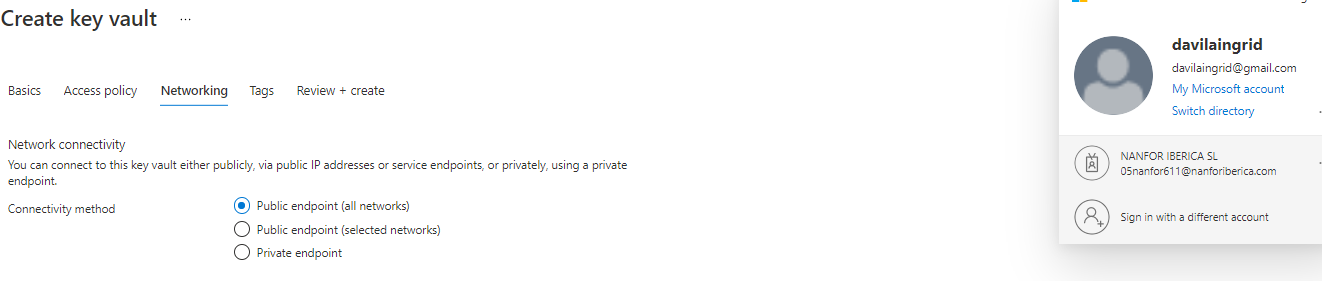 Create key vault ...
Basics Access policy Networking Tags Review + create
Network connectivity
You can connect to this key vault either publicly, via public IP addresses or service endpoints, or privately, using a private
endpoint.
Connectivity method
Public endpoint (all networks)
Public endpoint (selected networks)
Private endpoint
davilaingrid
davilaingrid@gmail.com
My Microsoft account
Switch directory
NANFOR IBERICA SL
05nanfor611@nanforiberica.com
Sign in with a different account